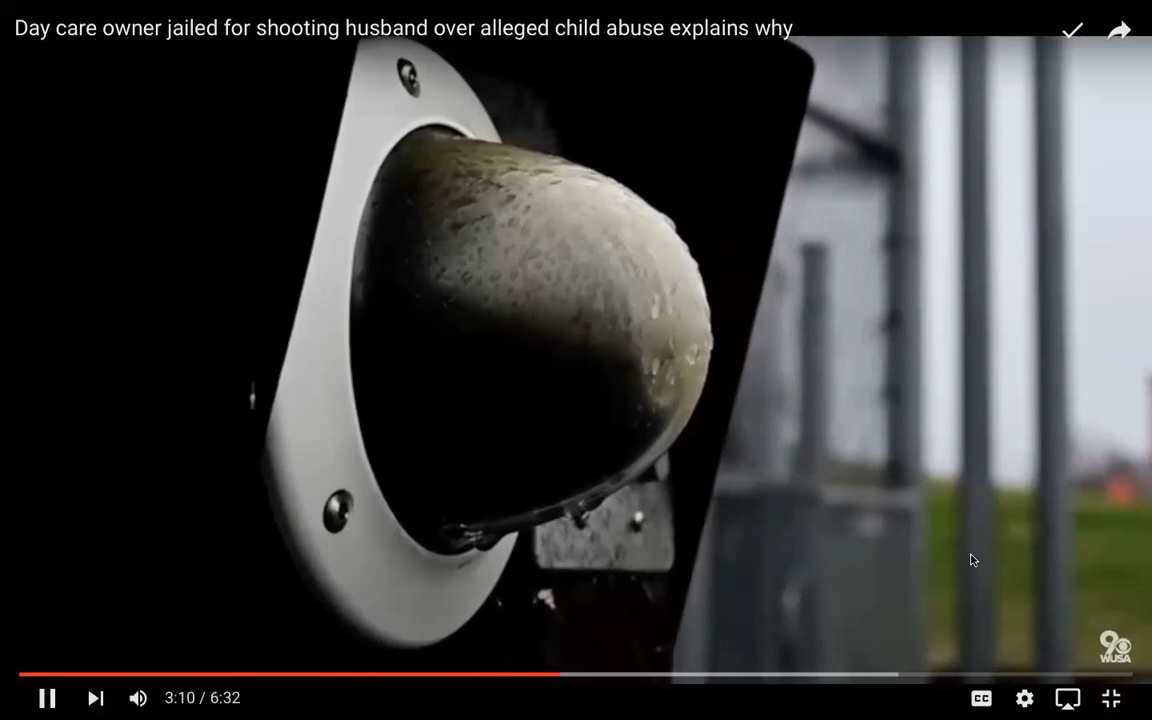 Day care owner jailed for shooting husband over alleged child abuse explains why
9
WUSA
3:10 / 6:32
CC